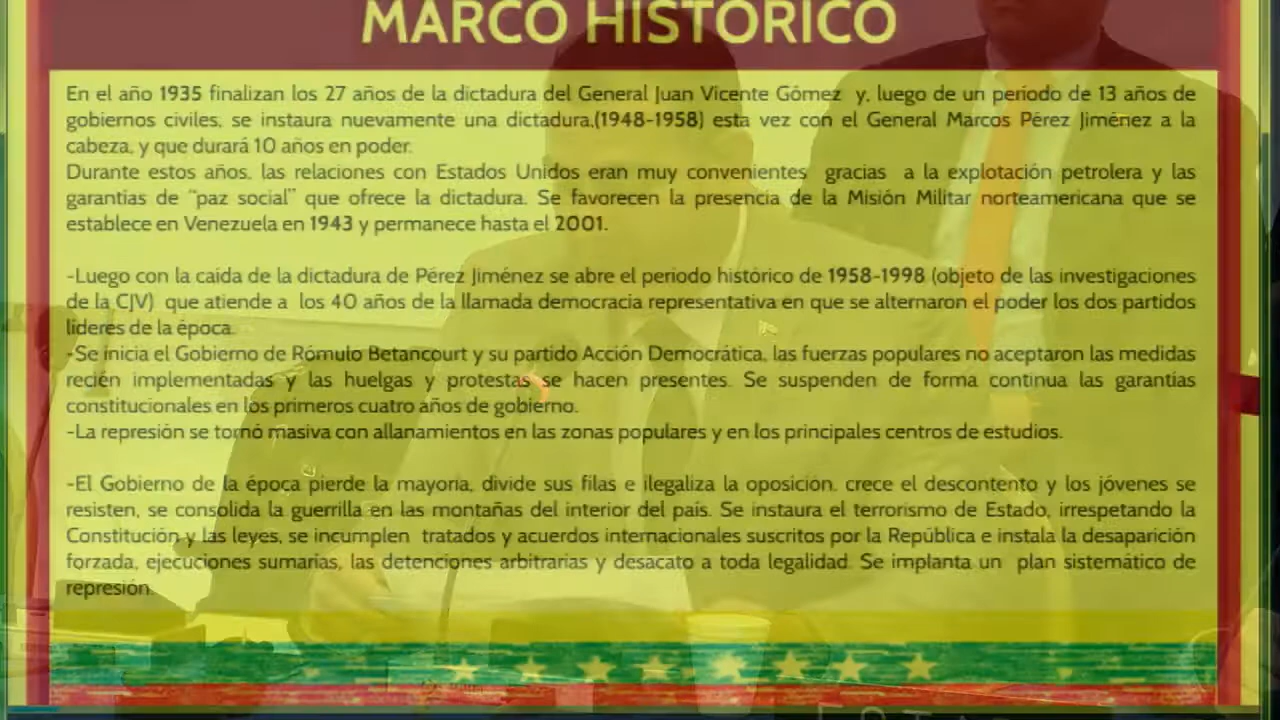 MARCO HISTÓRICO
En el año 1935 finalizan los 27 años de la dictadura del General Juan Vicente Gómez y, luego de un período de 13 años de
gobiernos civiles, se instaura nuevamente una dictadura,(1948-1958) esta vez con el General Marcos Pérez Jiménez a la
cabeza, y que durará 10 años en poder.
Durante estos años, las relaciones con Estados Unidos eran muy convenientes gracias a la explotación petrolera y las
garantías de "paz social" que ofrece la dictadura. Se favorecen la presencia de la Misión Militar norteamericana que se
establece en Venezuela en 1943 y permanece hasta el 2001.
-Luego con la caída de la dictadura de Pérez Jiménez se abre el período histórico de 1958-1998 (objeto de las investigaciones
de la CJV) que atiende a los 40 años de la llamada democracia representativa en que se alternaron el poder los dos partidos
líderes de la época.
-Se inicia el Gobierno de Rómulo Betancourt y su partido Acción Democrática, las fuerzas populares no aceptaron las medidas
recién implementadas y las huelgas y protestas se hacen presentes. Se suspenden de forma continua las garantías
constitucionales en los primeros cuatro años de gobierno.
-La represión se tornó masiva con allanamientos en las zonas populares y en los principales centros de estudios.
-El Gobierno de la época pierde la mayoría, divide sus filas e ilegaliza la oposición, crece el descontento y los jóvenes se
resisten, se consolida la guerrilla en las montañas del interior del país. Se instaura el terrorismo de Estado, irrespetando la
Constitución y las leyes, se incumplen tratados y acuerdos internacionales suscritos por la República e instala la desaparición
forzada, ejecuciones sumarias, las detenciones arbitrarias y desacato a toda legalidad. Se implanta un plan sistemático de
represión.